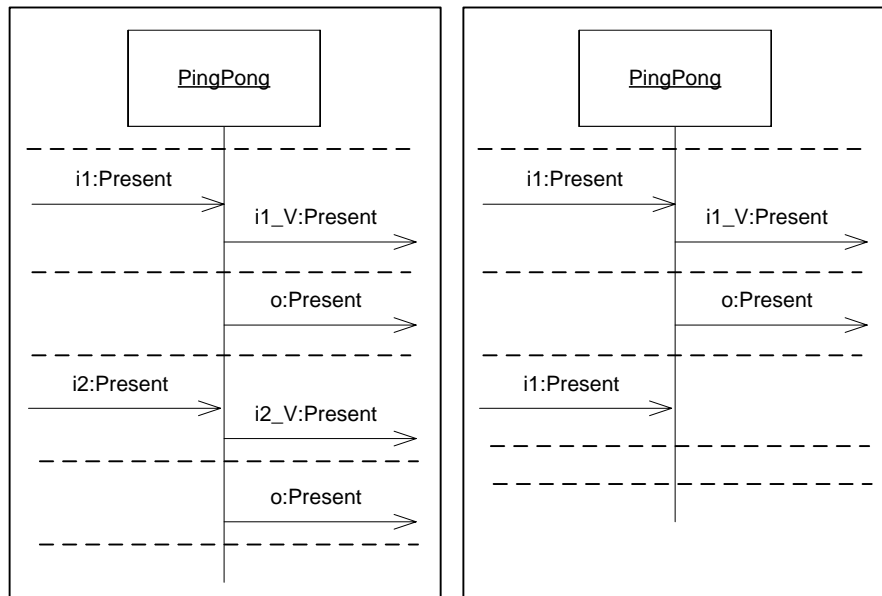 PingPong
i1:Present
i1_V:Present
o:Present
i2:Present
i2_V:Present
o:Present
PingPong
i1:Present
i1_V:Present
o:Present
i1:Present